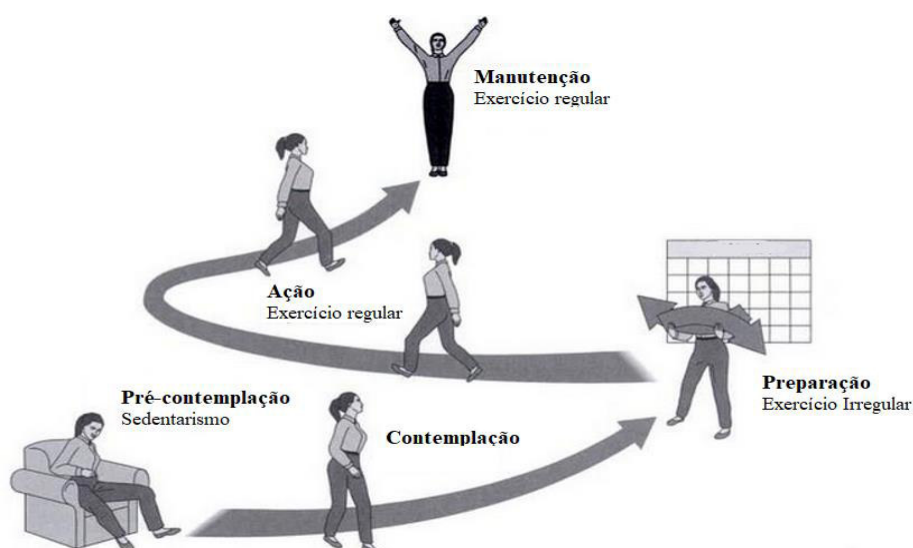 Manutenção
Exercício regular
Ação
Exercício regular
Preparação
Exercício Irregular
Pré-contemplação
Sedentarismo
Contemplação